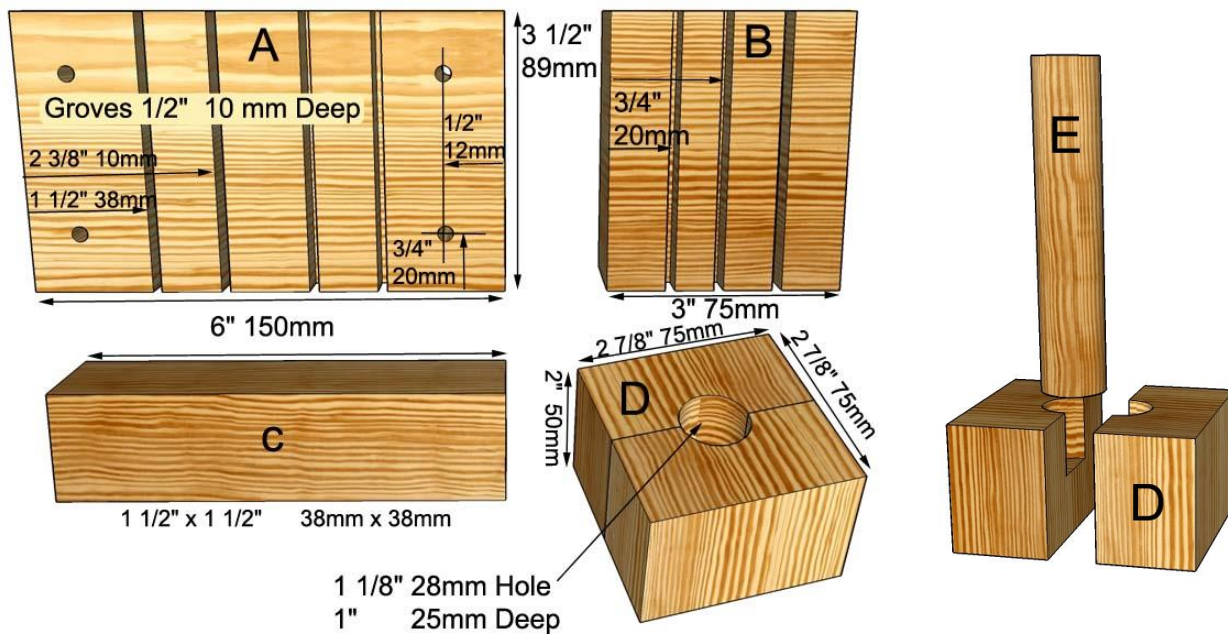 A
3 1/2"
89mm
Groves 1/2"  10 mm Deep
1/2"
12mm
2 3/8" 10mm
1 1/2" 38mm
3/4"
20mm
6" 150mm
B
3/4"
20mm
3" 75mm
C
1 1/2" x 1 1/2"  38mm x 38mm
2 7/8" 75mm
2 7/8" 75mm
2" 50mm
D
1 1/8" 28mm Hole
1"  25mm Deep
E
D